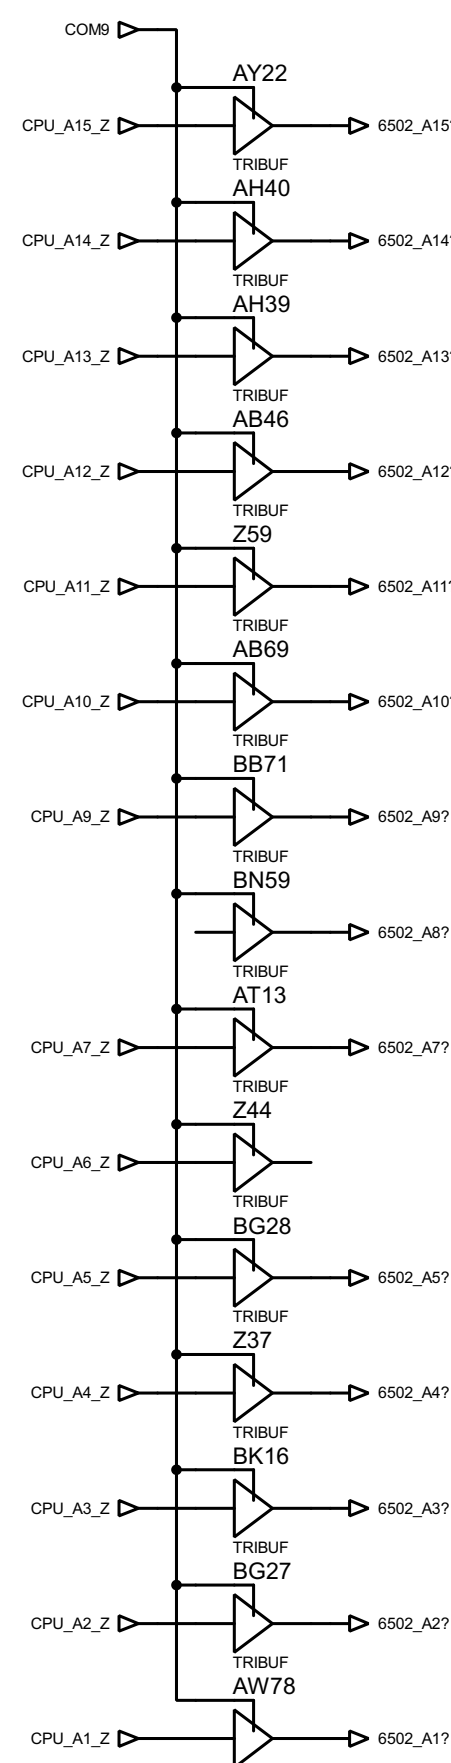 COM9
AY22
CPU_A15_Z 6502_A15?
TRIBUF
AH40
CPU_A14_Z 6502_A14?
TRIBUF
AH39
CPU_A13_Z 6502_A13?
TRIBUF
AB46
CPU_A12_Z 6502_A12?
TRIBUF
Z59
CPU_A11_Z 6502_A11?
TRIBUF
AB69
CPU_A10_Z 6502_A10?
TRIBUF
BB71
CPU_A9_Z 6502_A9?
TRIBUF
BN59
6502_A8?
TRIBUF
AT13
CPU_A7_Z 6502_A7?
TRIBUF
Z44
CPU_A6_Z
TRIBUF
BG28
CPU_A5_Z 6502_A5?
TRIBUF
Z37
CPU_A4_Z 6502_A4?
TRIBUF
BK16
CPU_A3_Z 6502_A3?
TRIBUF
BG27
CPU_A2_Z 6502_A2?
TRIBUF
AW78
CPU_A1_Z 6502_A1?